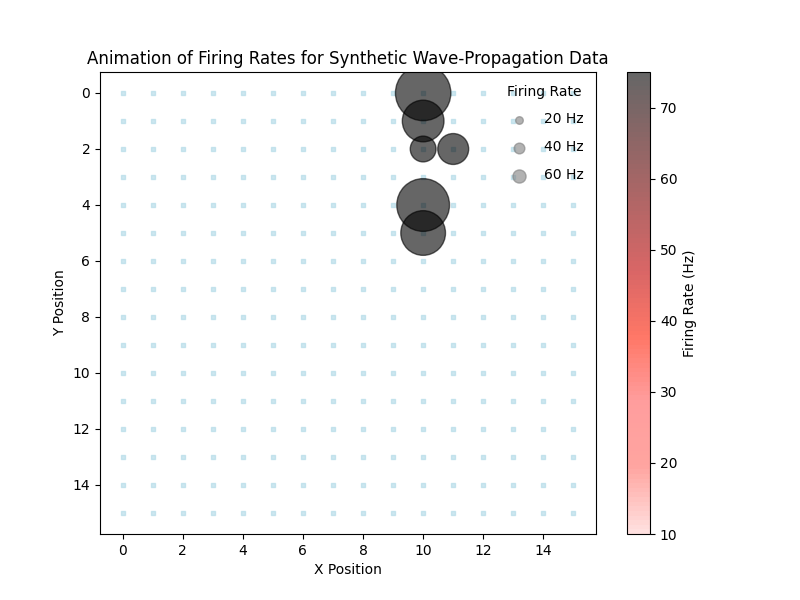 Animation of Firing Rates for Synthetic Wave-Propagation Data
Firing Rate
20 Hz
40 Hz
60 Hz
0
2
4
6
8
10
12
14
Y Position
0 2 4 6 8 10 12 14
X Position
70
60
50
40
30
20
10
Firing Rate (Hz)